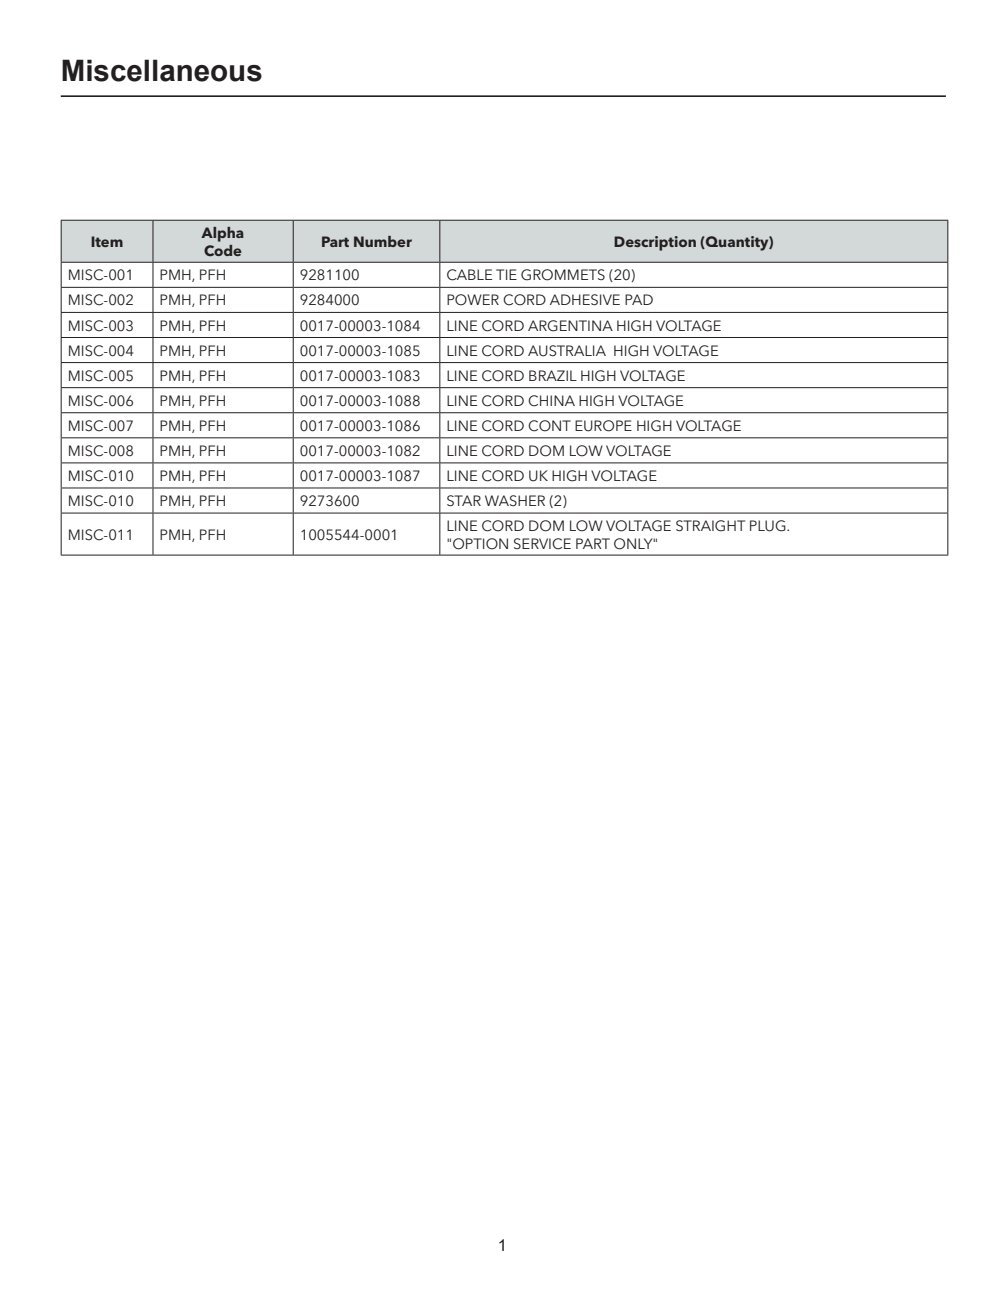 Miscellaneous
Item Alpha Code Part Number Description (Quantity)
MISC-001 PMH, PFH 9281100 CABLE TIE GROMMETS (20)
MISC-002 PMH, PFH 9284000 POWER CORD ADHESIVE PAD
MISC-003 PMH, PFH 0017-00003-1084 LINE CORD ARGENTINA HIGH VOLTAGE
MISC-004 PMH, PFH 0017-00003-1085 LINE CORD AUSTRALIA  HIGH VOLTAGE
MISC-005 PMH, PFH 0017-00003-1083 LINE CORD BRAZIL HIGH VOLTAGE
MISC-006 PMH, PFH 0017-00003-1088 LINE CORD CHINA HIGH VOLTAGE
MISC-007 PMH, PFH 0017-00003-1086 LINE CORD CONT EUROPE HIGH VOLTAGE
MISC-008 PMH, PFH 0017-00003-1082 LINE CORD DOM LOW VOLTAGE
MISC-010 PMH, PFH 0017-00003-1087 LINE CORD UK HIGH VOLTAGE
MISC-010 PMH, PFH 9273600 STAR WASHER (2)
MISC-011 PMH, PFH 1005544-0001 LINE CORD DOM LOW VOLTAGE STRAIGHT PLUG.
"OPTION SERVICE PART ONLY"
1